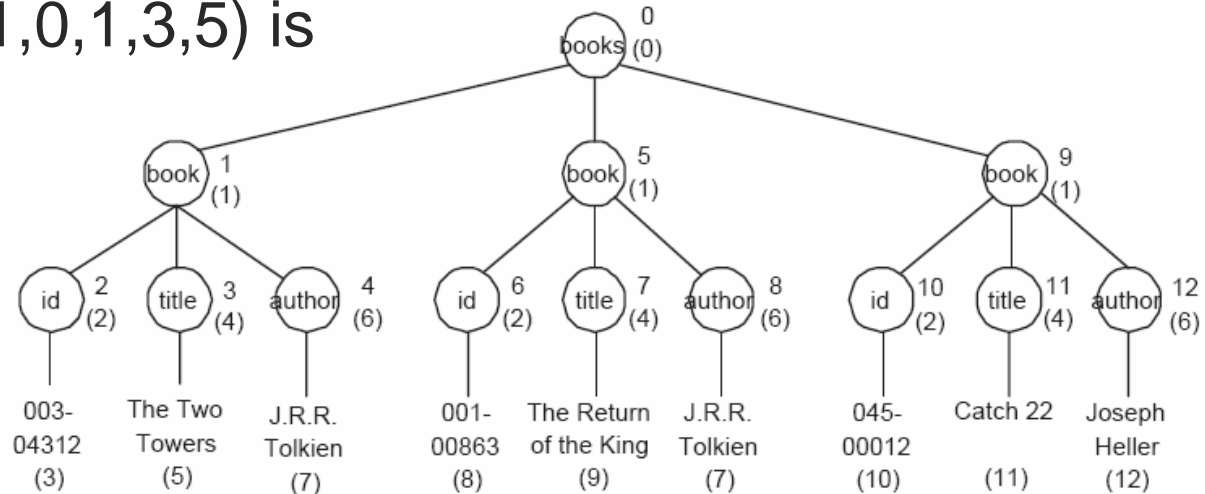 1,0,1,3,5) is
0
books (0)
book 1 (1)
book 5 (1)
book 9 (1)
id 2 (2)
title 3 (4)
author 4 (6)
id 6 (2)
title 7 (4)
author 8 (6)
id 10 (2)
title 11 (4)
author 12 (6)
003-
04312
(3)
The Two
Towers
(5)
J.R.R.
Tolkien
(7)
001-
00863
(8)
The Return
of the King
(9)
J.R.R.
Tolkien
(7)
045-
00012
(10)
Catch 22
(11)
Joseph
Heller
(12)